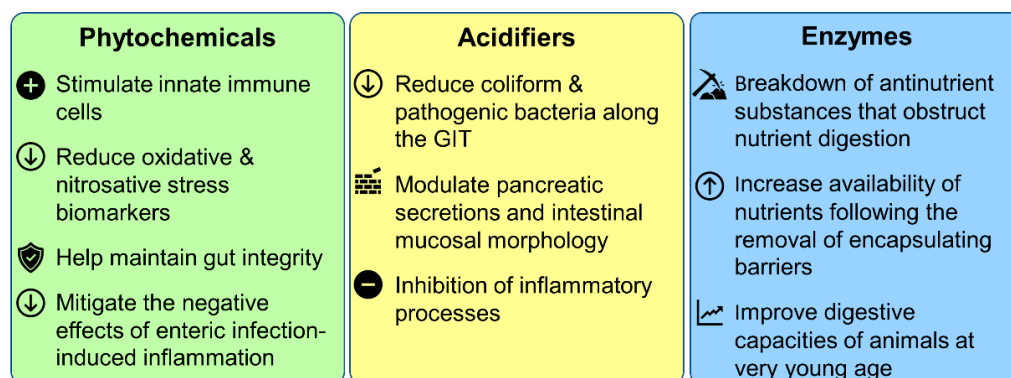 Phytochemicals
Stimulate innate immune
cells
Reduce oxidative &
nitrosative stress
biomarkers
Help maintain gut integrity
Mitigate the negative
effects of enteric infection-
induced inflammation
Acidifiers
Reduce coliform &
pathogenic bacteria along
the GIT
Modulate pancreatic
secretions and intestinal
mucosal morphology
Inhibition of inflammatory
processes
Enzymes
Breakdown of antinutrient
substances that obstruct
nutrient digestion
Increase availability of
nutrients following the
removal of encapsulating
barriers
Improve digestive
capacities of animals at
very young age